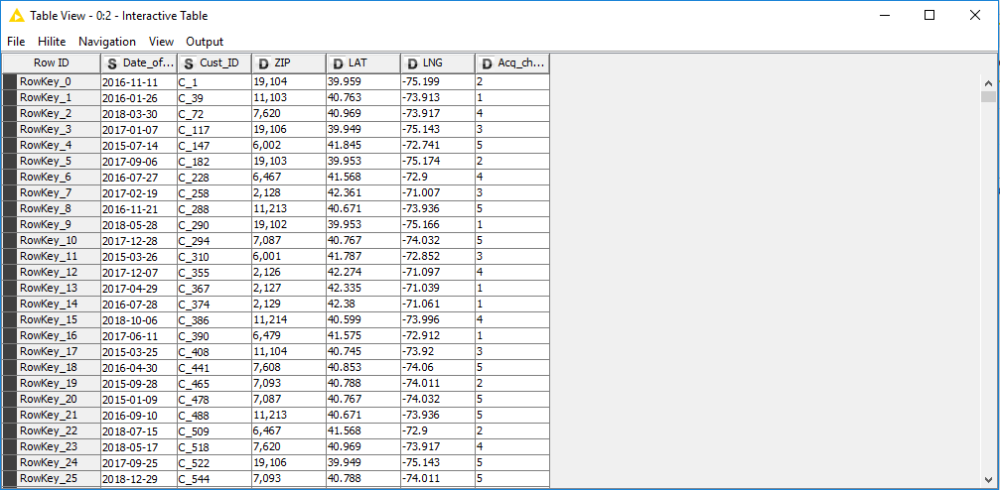 Table View - 0:2 - Interactive Table
File Hilite Navigation View Output
Row ID S Date_of... S Cust_ID D ZIP D LAT D LNG D Acq_ch...
RowKey_0 2016-11-11 C_1 19,104 39.959 -75.199 2
RowKey_1 2016-01-26 C_39 11,103 40.763 -73.913 1
RowKey_2 2018-03-30 C_72 7,620 40.969 -73.917 4
RowKey_3 2017-01-07 C_117 19,106 39.949 -75.143 3
RowKey_4 2015-07-14 C_147 6,002 41.845 -72.741 5
RowKey_5 2017-09-06 C_182 19,103 39.953 -75.174 2
RowKey_6 2016-07-27 C_228 6,467 41.568 -72.9 4
RowKey_7 2017-02-19 C_258 2,128 42.361 -71.007 3
RowKey_8 2016-11-21 C_288 11,213 40.671 -73.936 5
RowKey_9 2018-05-28 C_290 19,102 39.953 -75.166 1
RowKey_10 2017-12-28 C_294 7,087 40.767 -74.032 5
RowKey_11 2015-03-26 C_310 6,001 41.787 -72.852 3
RowKey_12 2017-12-07 C_355 2,126 42.274 -71.097 4
RowKey_13 2017-04-29 C_367 2,127 42.335 -71.039 1
RowKey_14 2016-07-28 C_374 2,129 42.38 -71.061 1
RowKey_15 2018-10-06 C_386 11,214 40.599 -73.996 4
RowKey_16 2017-06-11 C_390 6,479 41.575 -72.912 1
RowKey_17 2015-03-25 C_408 11,104 40.745 -73.92 3
RowKey_18 2016-04-30 C_441 7,608 40.853 -74.06 5
RowKey_19 2015-09-28 C_465 7,093 40.788 -74.011 2
RowKey_20 2015-01-09 C_478 7,087 40.767 -74.032 5
RowKey_21 2016-09-10 C_488 11,213 40.671 -73.936 5
RowKey_22 2018-07-15 C_509 6,467 41.568 -72.9 2
RowKey_23 2018-05-17 C_518 7,620 40.969 -73.917 4
RowKey_24 2017-09-25 C_522 19,106 39.949 -75.143 5
RowKey_25 2018-12-29 C_544 7,093 40.788 -74.011 5